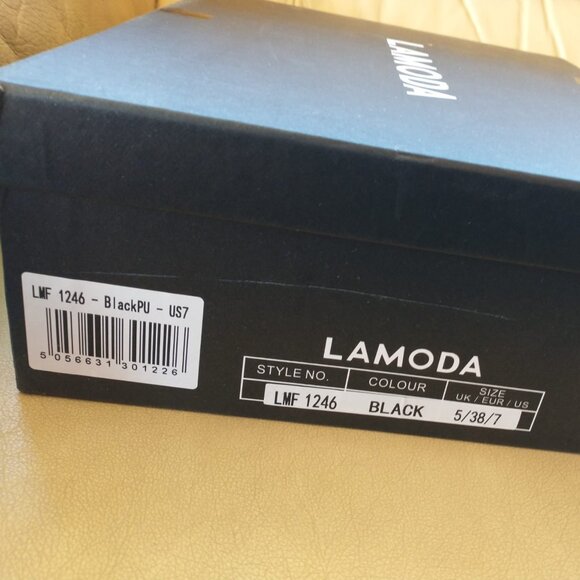 LAMODA
LMF 1246 - BlackPU - US7
5 056631 301226
LAMODA
STYLE NO. COLOUR SIZE
UK / EUR / US
LMF 1246 BLACK 5/38/7